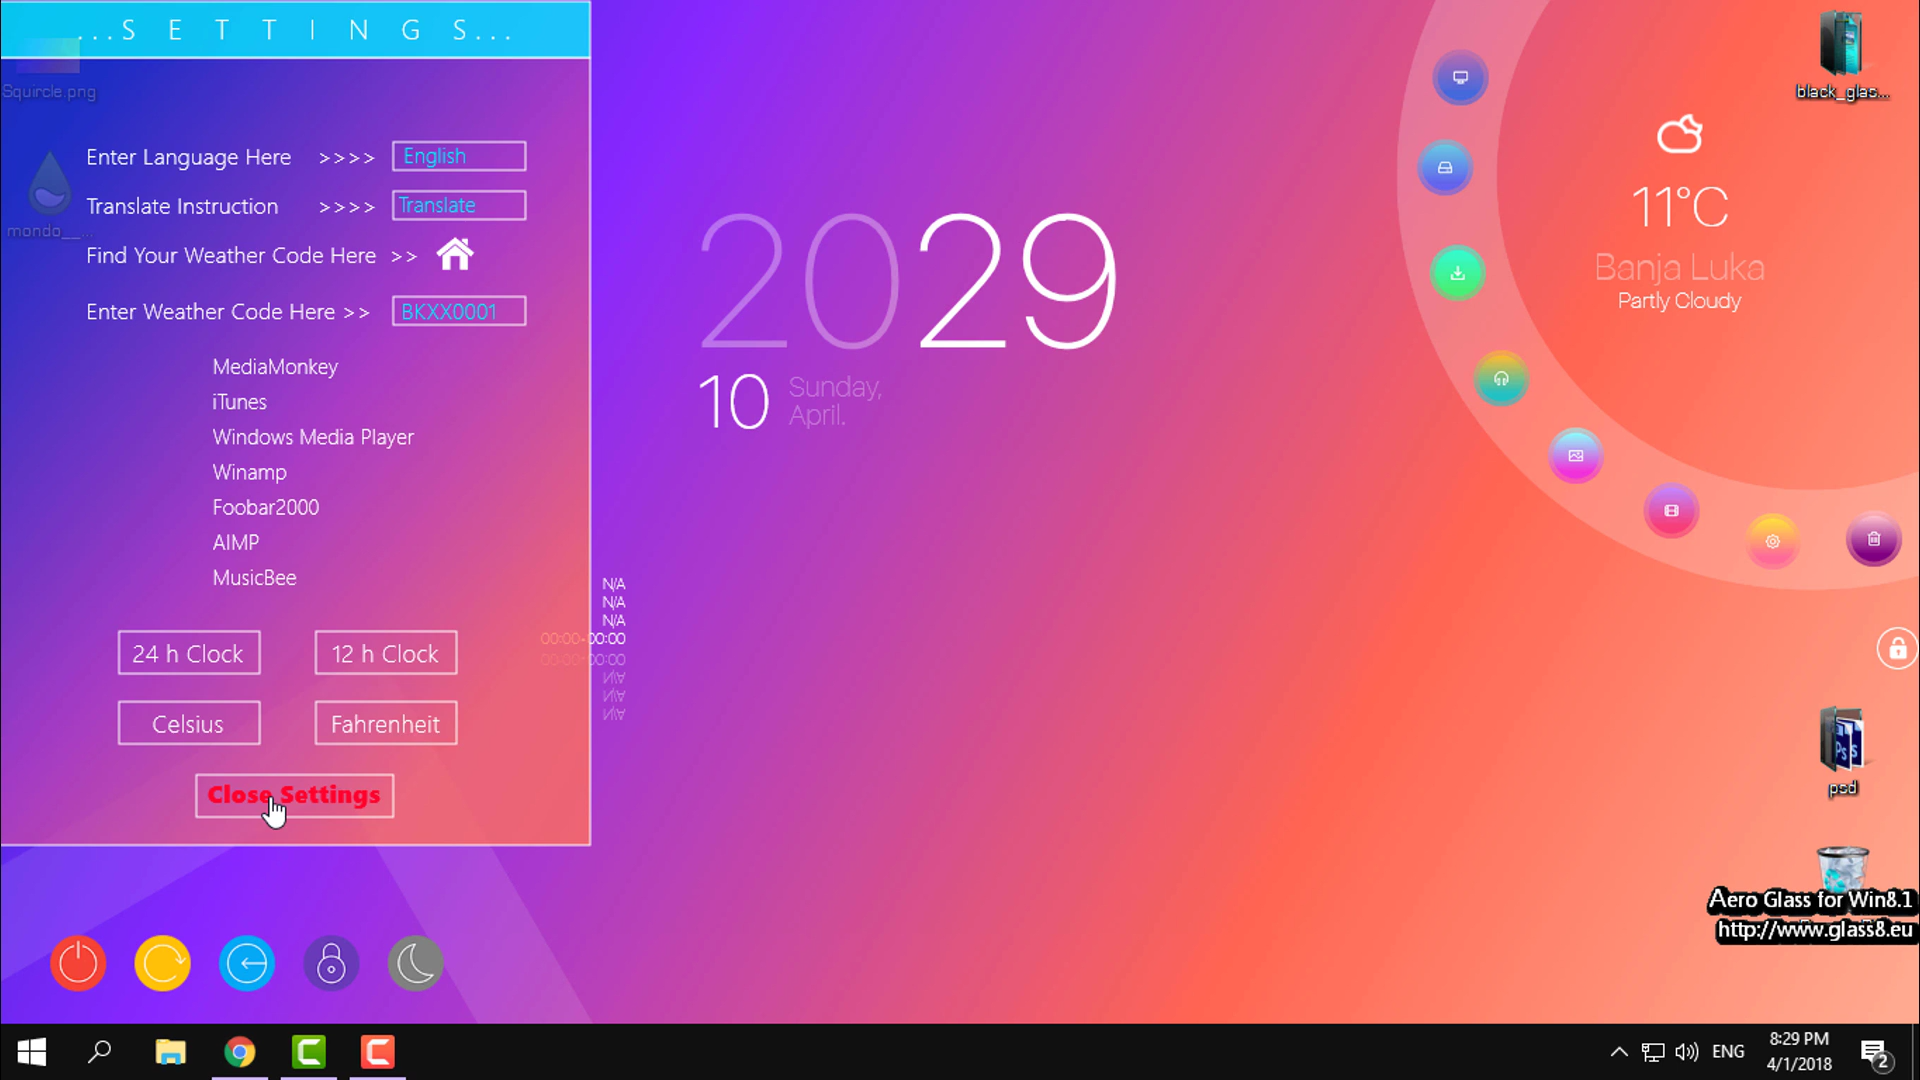 ...S E T T I N G S...
Squircle.png
Enter Language Here >>>> English
mondo__...
Translate Instruction >>>> Translate
Find Your Weather Code Here >>
Enter Weather Code Here >> BKXX0001
MediaMonkey
iTunes
Windows Media Player
Winamp
Foobar2000
AIMP
MusicBee
24 h Clock
12 h Clock
Celsius
Fahrenheit
Close Settings
2029
10
Sunday,
April.
N/A
N/A
N/A
00:00-00:00
00:00-00:00
N/A
N/A
N/A
black_glas...
11°C
Banja Luka
Partly Cloudy
Ps
psd
Aero Glass for Win8.1
http://www.glass8.eu
ENG
8:29 PM
4/1/2018
2